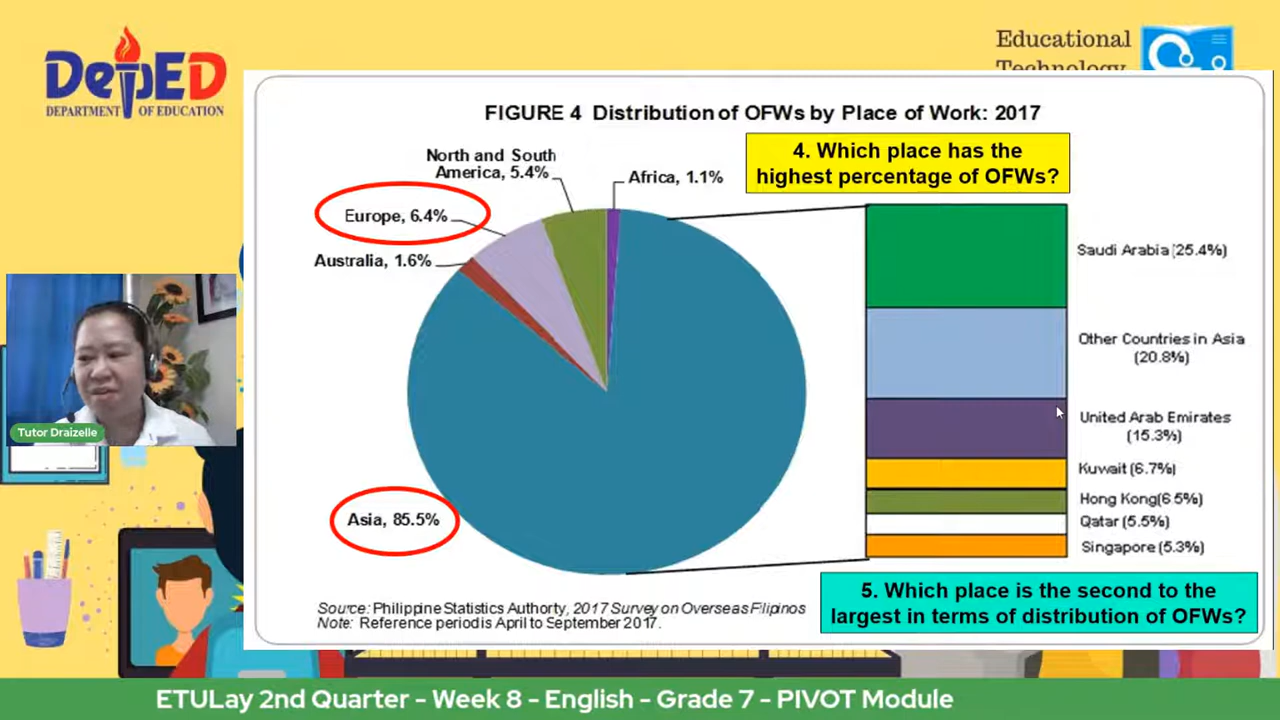 DepED
DEPARTMENT OF EDUCATION
Educational
Technology
FIGURE 4 Distribution of OFWs by Place of Work: 2017
4. Which place has the
highest percentage of OFWs?
North and South
America, 5.4%
Africa, 1.1%
Europe, 6.4%
Australia, 1.6%
Asia, 85.5%
Saudi Arabia (25.4%)
Other Countries in Asia
(20.8%)
United Arab Emirates
(15.3%)
Kuwait (6.7%)
Hong Kong(6 5%)
Qatar (5.5%)
Singapore (5.3%)
Tutor Draizelle
Source: Philippine Statistics Authorty, 2017 Survey on Overseas Filipinos
Note: Reference period is April to September 2017.
5. Which place is the second to the
largest in terms of distribution of OFWs?
ETULay 2nd Quarter - Week 8 - English - Grade 7 - PIVOT Module